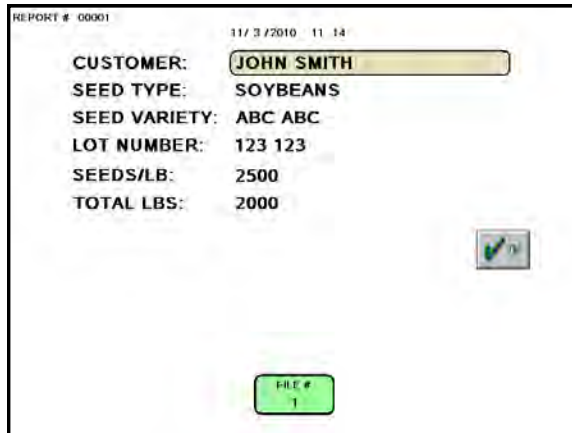 REPORT # 00001
11/ 3 /2010 11 14
CUSTOMER: JOHN SMITH
SEED TYPE: SOYBEANS
SEED VARIETY: ABC ABC
LOT NUMBER: 123 123
SEEDS/LB: 2500
TOTAL LBS: 2000
FILE #
1